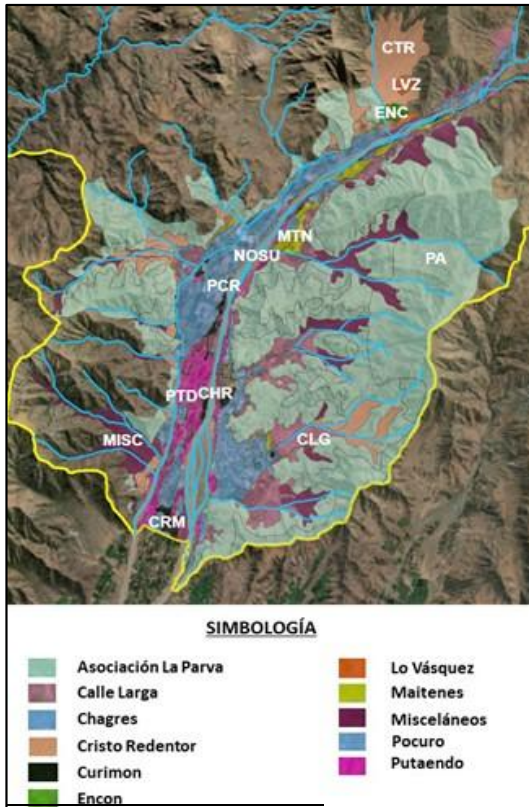 CTR
LVZ
ENC
MTN
NOSU
PA
PCR
PTD CHR
MISC
CLG
CRM
SIMBOLOGÍA
Asociación La Parva
Calle Larga
Chagres
Cristo Redentor
Curimon
Encon
Lo Vásquez
Maitenes
Misceláneos
Pocuro
Putaendo